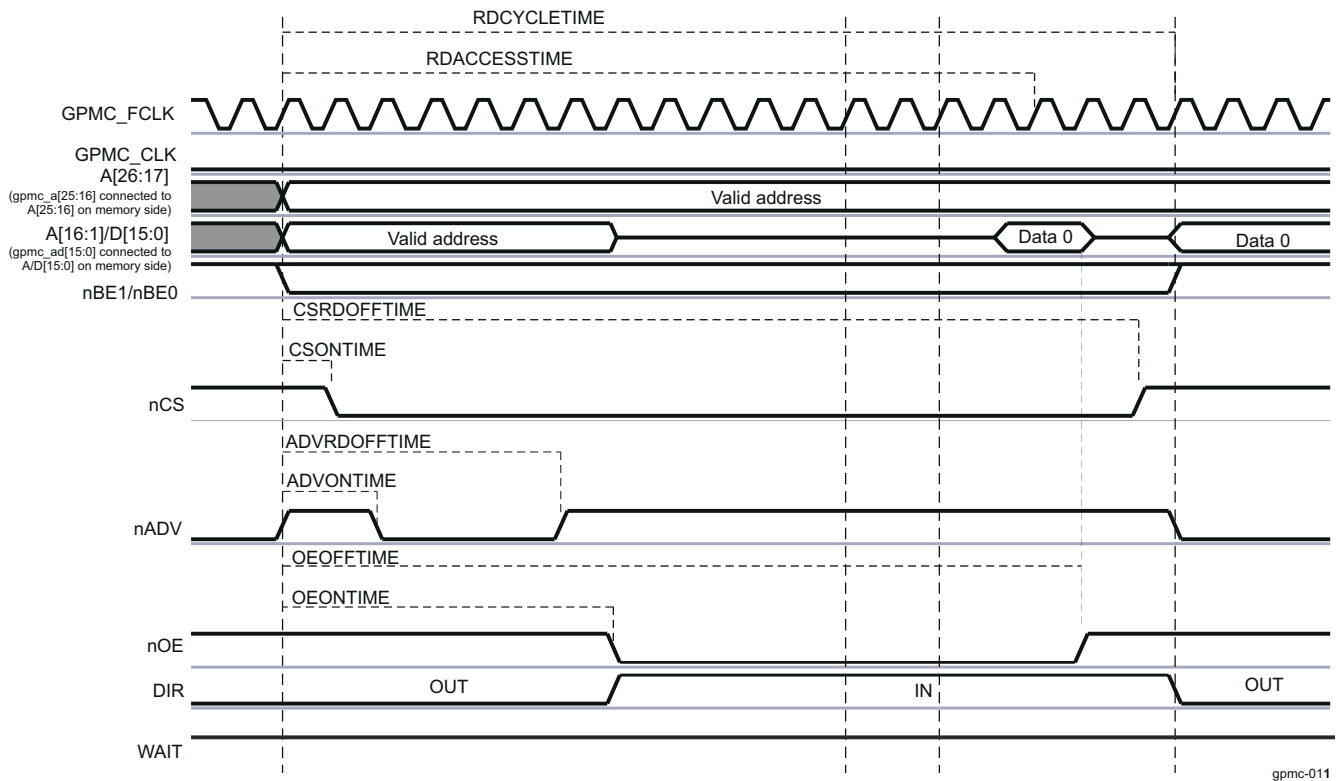 RDCYCLETIME
RDACCESSTIME
GPMC_FCLK
GPMC_CLK
A[26:17]
(gpmc_a[25:16] connected to
A[25:16] on memory side)
Valid address
A[16:1]/D[15:0]
(gpmc_ad[15:0] connected to
A/D[15:0] on memory side)
Valid address
Data 0
Data 0
nBE1/nBE0
CSRDOFFTIME
CSONTIME
nCS
ADVRDOFFTIME
ADVONTIME
nADV
OEOFFTIME
OEONTIME
nOE
DIR
OUT
IN
OUT
WAIT
gpmc-011